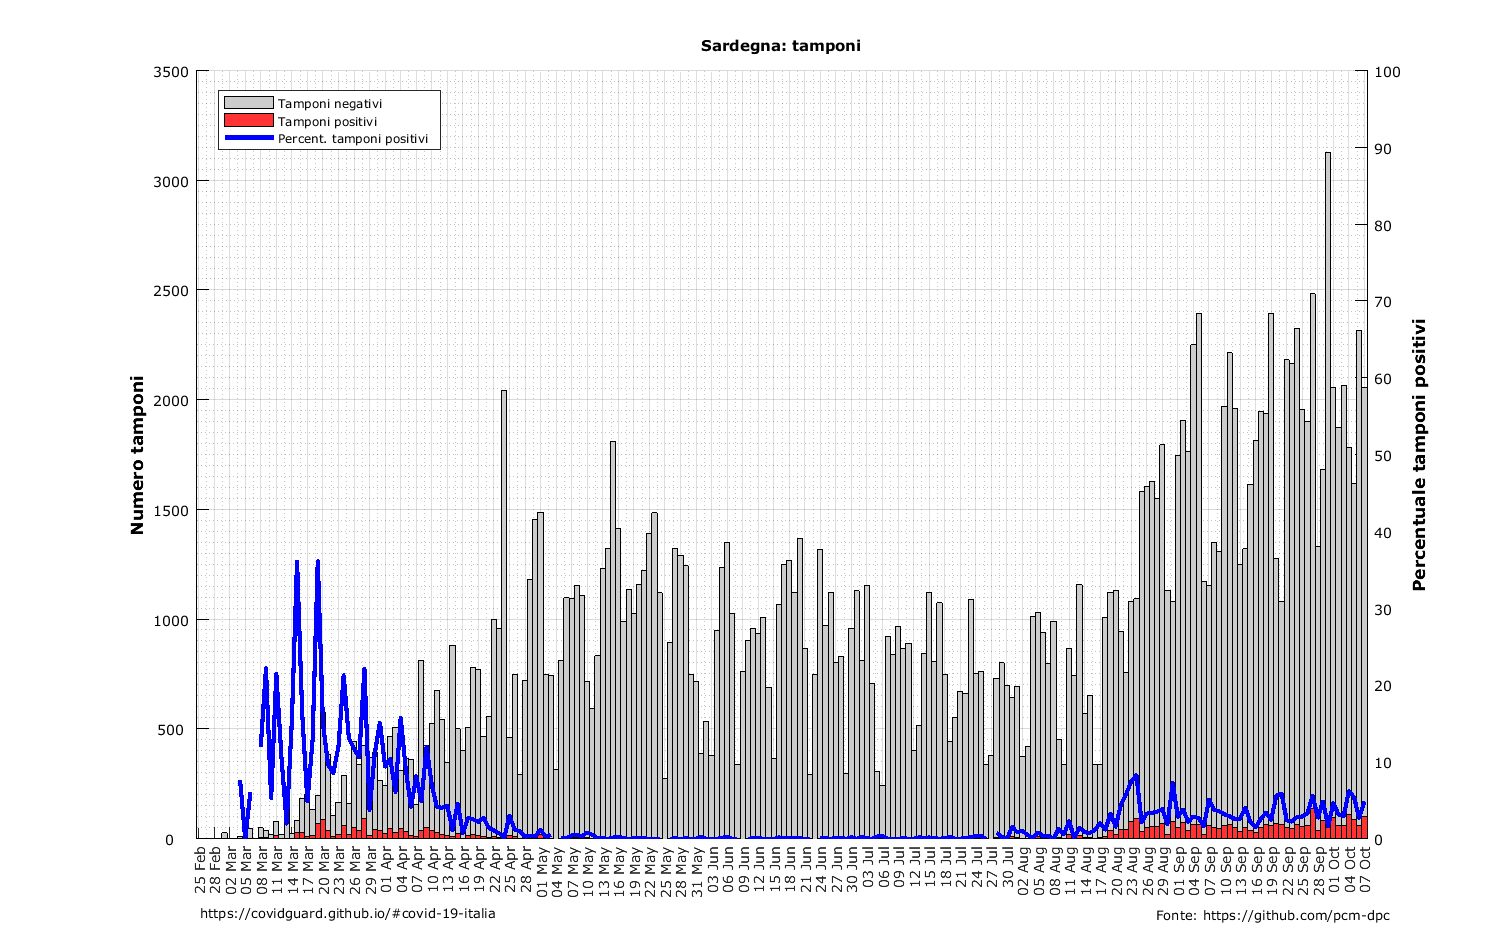 Sardegna: tamponi
Tamponi negativi
Tamponi positivi
Percent. tamponi positivi
Numero tamponi
3500
3000
2500
2000
1500
1000
500
0
Percentuale tamponi positivi
100
90
80
70
60
50
40
30
20
10
0
25 Feb
28 Feb
02 Mar
05 Mar
08 Mar
11 Mar
14 Mar
17 Mar
20 Mar
23 Mar
26 Mar
29 Mar
01 Apr
04 Apr
07 Apr
10 Apr
13 Apr
16 Apr
19 Apr
22 Apr
25 Apr
28 Apr
01 May
04 May
07 May
10 May
13 May
16 May
19 May
22 May
25 May
28 May
31 May
03 Jun
06 Jun
09 Jun
12 Jun
15 Jun
18 Jun
21 Jun
24 Jun
27 Jun
30 Jun
03 Jul
06 Jul
09 Jul
12 Jul
15 Jul
18 Jul
21 Jul
24 Jul
27 Jul
30 Jul
02 Aug
05 Aug
08 Aug
11 Aug
14 Aug
17 Aug
20 Aug
23 Aug
26 Aug
29 Aug
01 Sep
04 Sep
07 Sep
10 Sep
13 Sep
16 Sep
19 Sep
22 Sep
25 Sep
28 Sep
01 Oct
04 Oct
07 Oct
https://covidguard.github.io/#covid-19-italia
Fonte: https://github.com/pcm-dpc